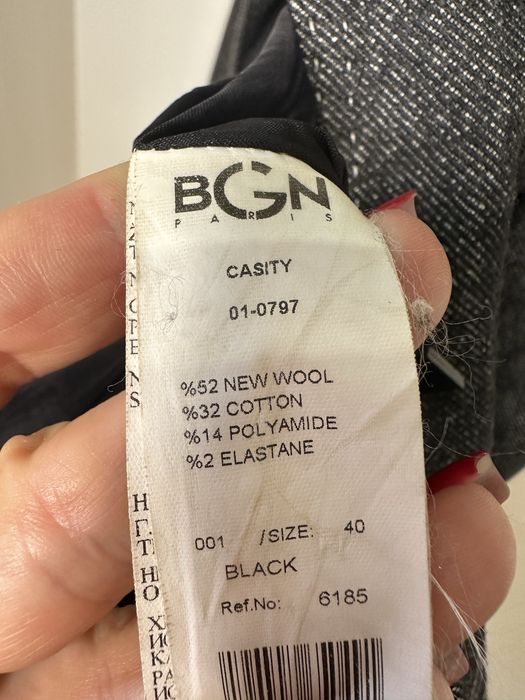 BGN
PARIS
CASITY
01-0797
%52 NEW WOOL
%32 COTTON
%14 POLYAMIDE
%2 ELASTANE
001 /SIZE: 40
BLACK
Ref.No: 6185